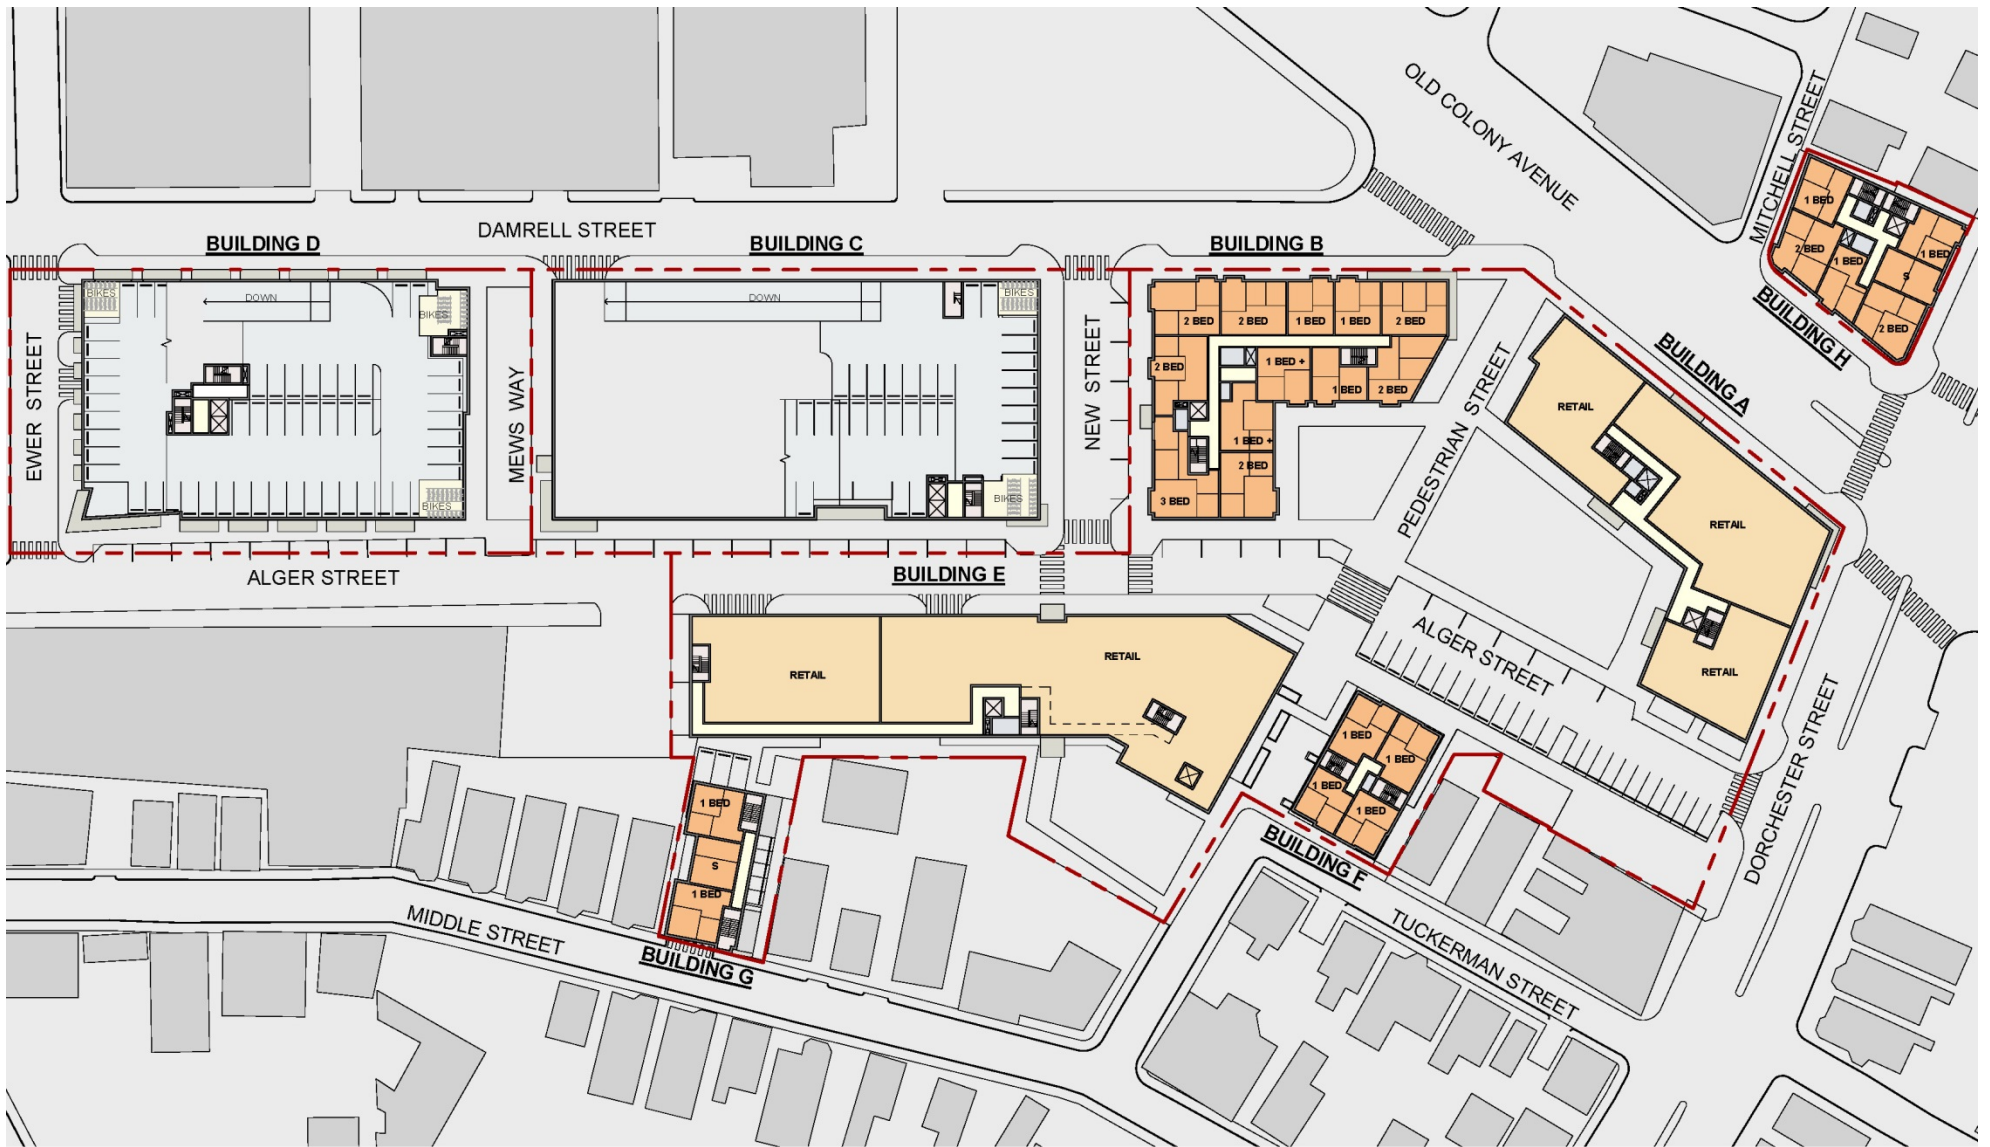 OLD COLONY AVENUE
MITCHELL STREET
DAMRELL STREET
BUILDING D
BUILDING C
BUILDING B
1 BED
2 BED
1 BED
1 BED
S
2 BED
BUILDING H
BIKES
DOWN
BIKES
BIKES
EWER STREET
MEWS WAY
DOWN
BIKES
BIKES
NEW STREET
2 BED
2 BED
1 BED
1 BED
2 BED
2 BED
1 BED +
1 BED
2 BED
1 BED +
2 BED
3 BED
PEDESTRIAN STREET
BUILDING A
RETAIL
RETAIL
RETAIL
ALGER STREET
BUILDING E
RETAIL
RETAIL
ALGER STREET
DORCHESTER STREET
1 BED
1 BED
1 BED
1 BED
BUILDING F
1 BED
S
1 BED
BUILDING G
MIDDLE STREET
TUCKERMAN STREET